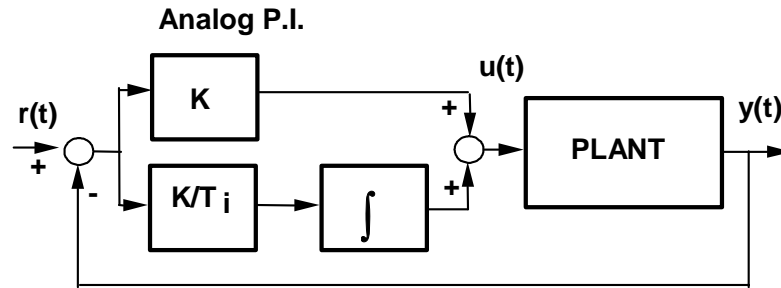 Analog P.I.
r(t)
+
-
K
K/T i
∫
+
+
u(t)
PLANT
y(t)